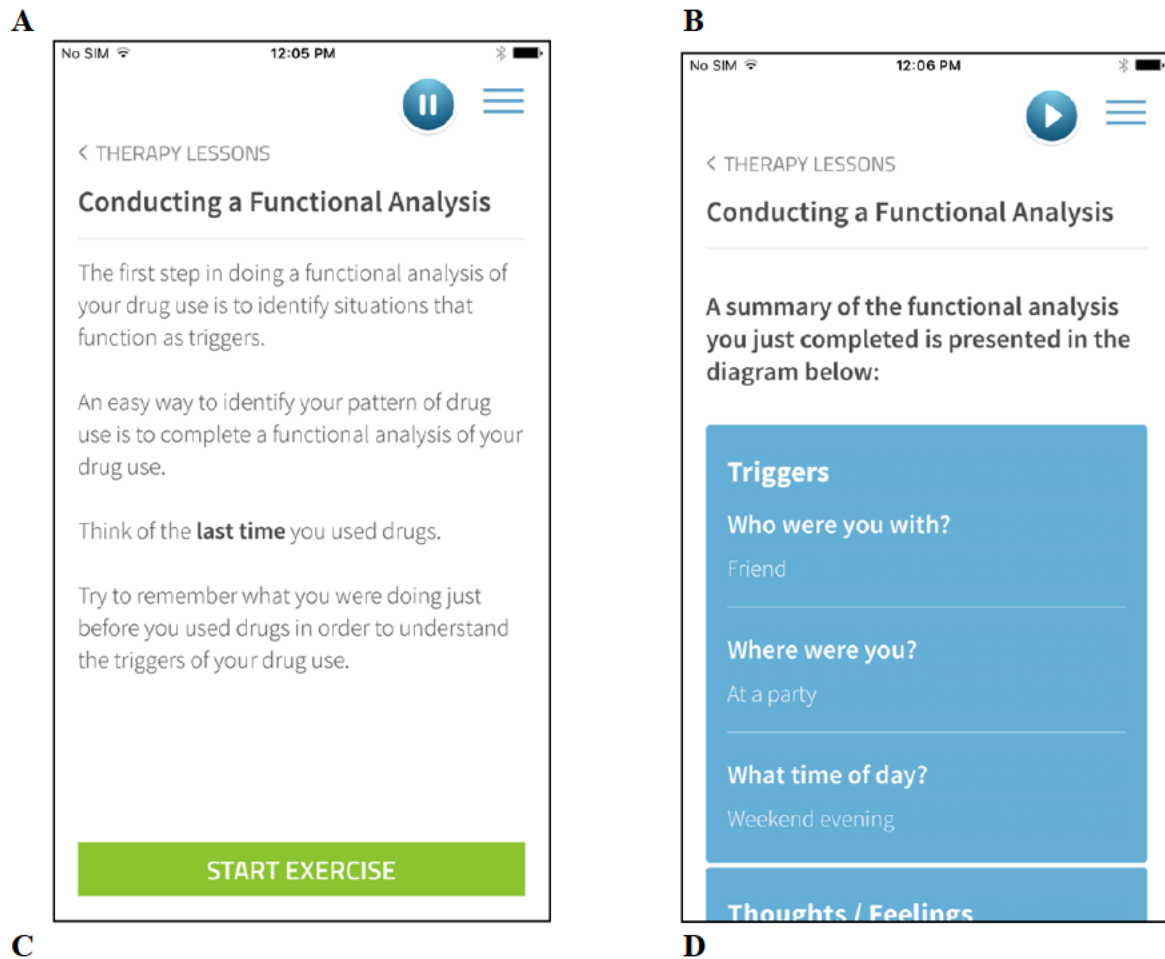 A
No SIM 12:05 PM
< THERAPY LESSONS
Conducting a Functional Analysis
The first step in doing a functional analysis of
your drug use is to identify situations that
function as triggers.
An easy way to identify your pattern of drug
use is to complete a functional analysis of your
drug use.
Think of the last time you used drugs.
Try to remember what you were doing just
before you used drugs in order to understand
the triggers of your drug use.
START EXERCISE
B
No SIM 12:06 PM
< THERAPY LESSONS
Conducting a Functional Analysis
A summary of the functional analysis
you just completed is presented in the
diagram below:
Triggers
Who were you with?
Friend
Where were you?
At a party
What time of day?
Weekend evening
Thoughts / Feelings
C
D